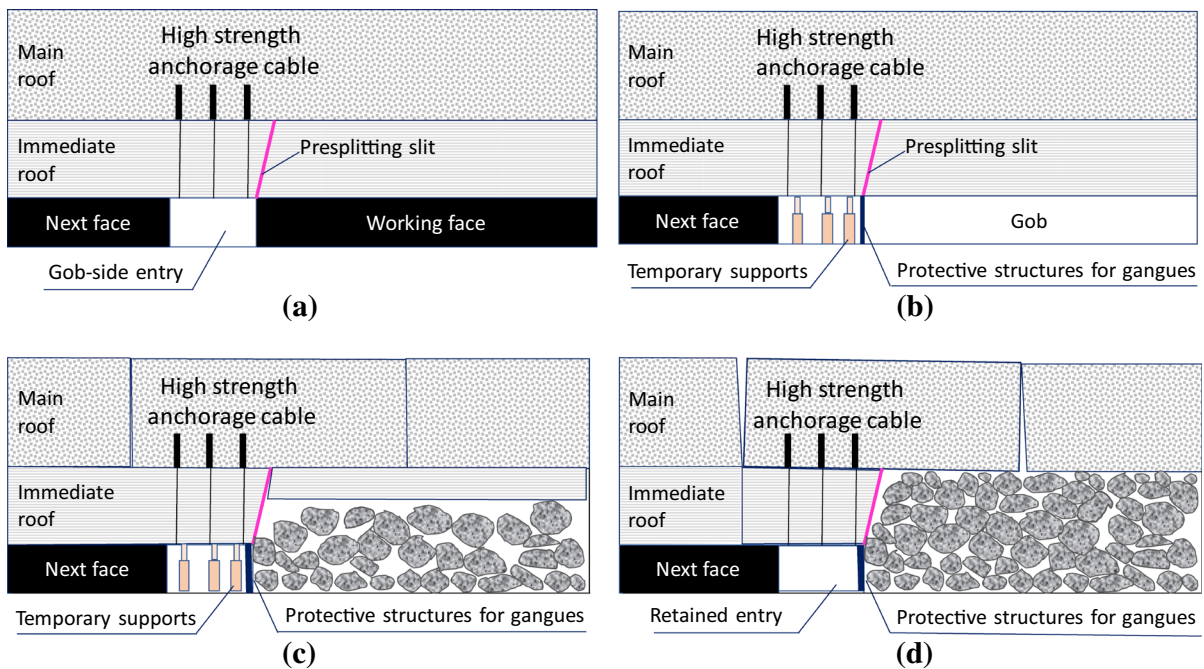 Main
roof
High strength
anchorage cable
Immediate
roof
Presplitting slit
Next face
Working face
Gob-side entry
(a)
Main
roof
High strength
anchorage cable
Immediate
roof
Presplitting slit
Next face
Gob
Temporary supports
Protective structures for gangues
(b)
Main
roof
High strength
anchorage cable
Immediate
roof
Next face
Temporary supports
Protective structures for gangues
(c)
Main
roof
High strength
anchorage cable
Immediate
roof
Next face
Retained entry
Protective structures for gangues
(d)